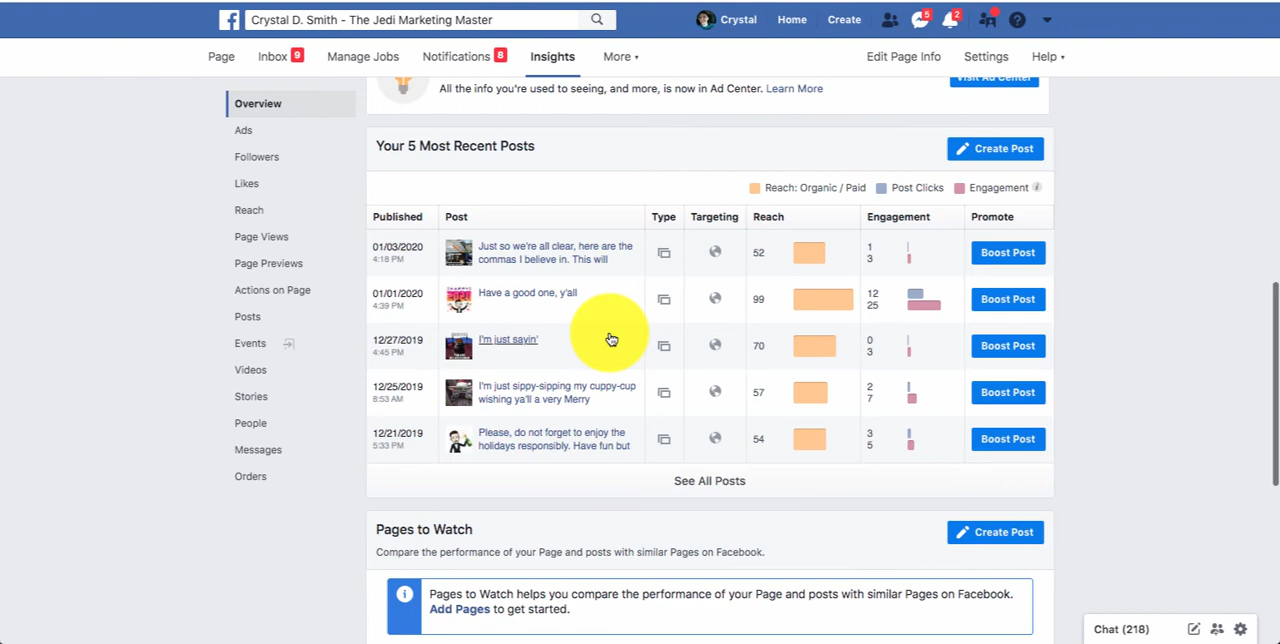 Crystal D. Smith - The Jedi Marketing Master
Crystal Home Create 5 2
Page Inbox 9 Manage Jobs Notifications 8 Insights More Edit Page Info Settings Help
Overview
Ads
Followers
Likes
Reach
Page Views
Page Previews
Actions on Page
Posts
Events
Videos
Stories
People
Messages
Orders
Visit Ad Center
All the info you're used to seeing, and more, is now in Ad Center. Learn More
Your 5 Most Recent Posts
Create Post
Reach: Organic / Paid Post Clicks Engagement i
Published Post Type Targeting Reach Engagement Promote
01/03/2020
4:18 PM
Just so we're all clear, here are the
commas I believe in. This will
52
1
3
Boost Post
01/01/2020
4:39 PM
Have a good one, y'all
99
12
25
Boost Post
12/27/2019
4:45 PM
I'm just sayin'
70
0
3
Boost Post
12/25/2019
8:53 AM
I'm just sippy-sipping my cuppy-cup
wishing ya'll a very Merry
57
2
7
Boost Post
12/21/2019
5:33 PM
Please, do not forget to enjoy the
holidays responsibly. Have fun but
54
3
5
Boost Post
See All Posts
Pages to Watch
Create Post
Compare the performance of your Page and posts with similar Pages on Facebook.
Pages to Watch helps you compare the performance of your Page and posts with similar Pages on Facebook.
Add Pages to get started.
Chat (218)